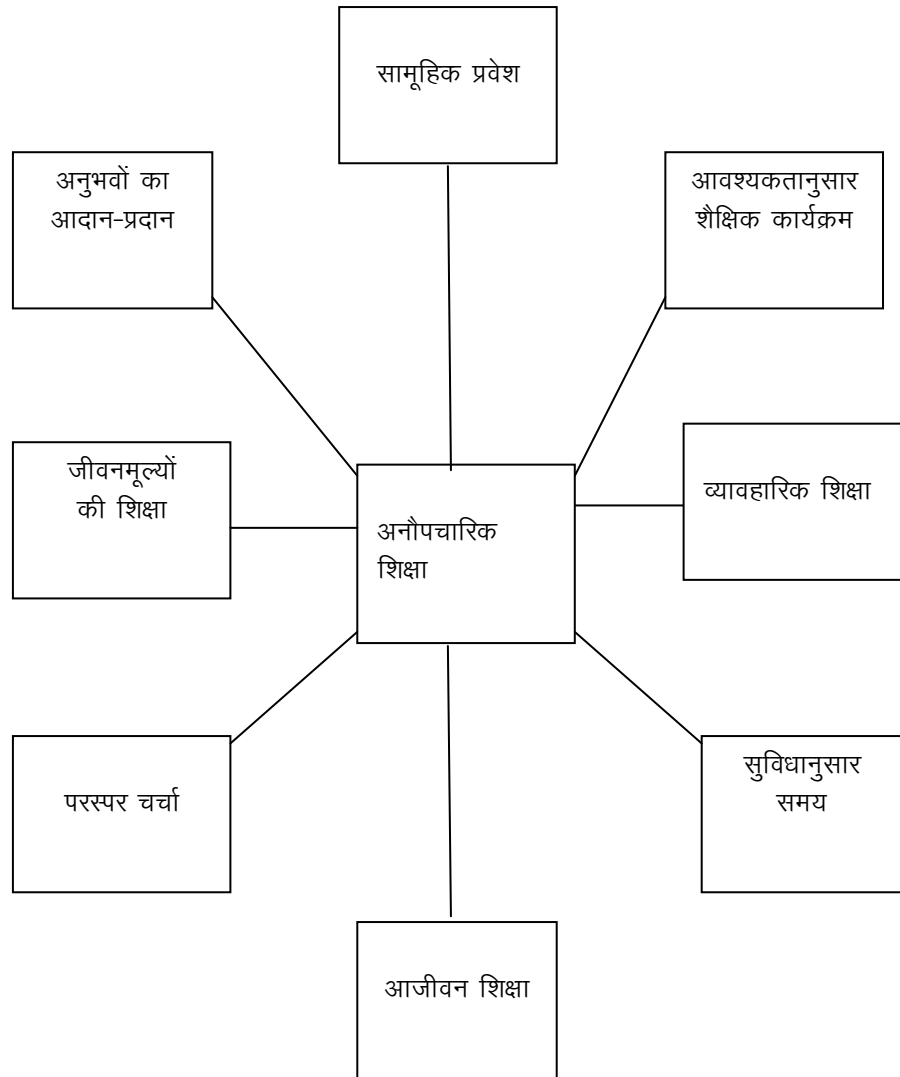 सामूहिक प्रवेश
अनुभवों का
आदान-प्रदान
आवश्यकतानुसार
शैक्षिक कार्यक्रम
जीवनमूल्यों
की शिक्षा
व्यावहारिक शिक्षा
अनौपचारिक
शिक्षा
परस्पर चर्चा
सुविधानुसार
समय
आजीवन शिक्षा